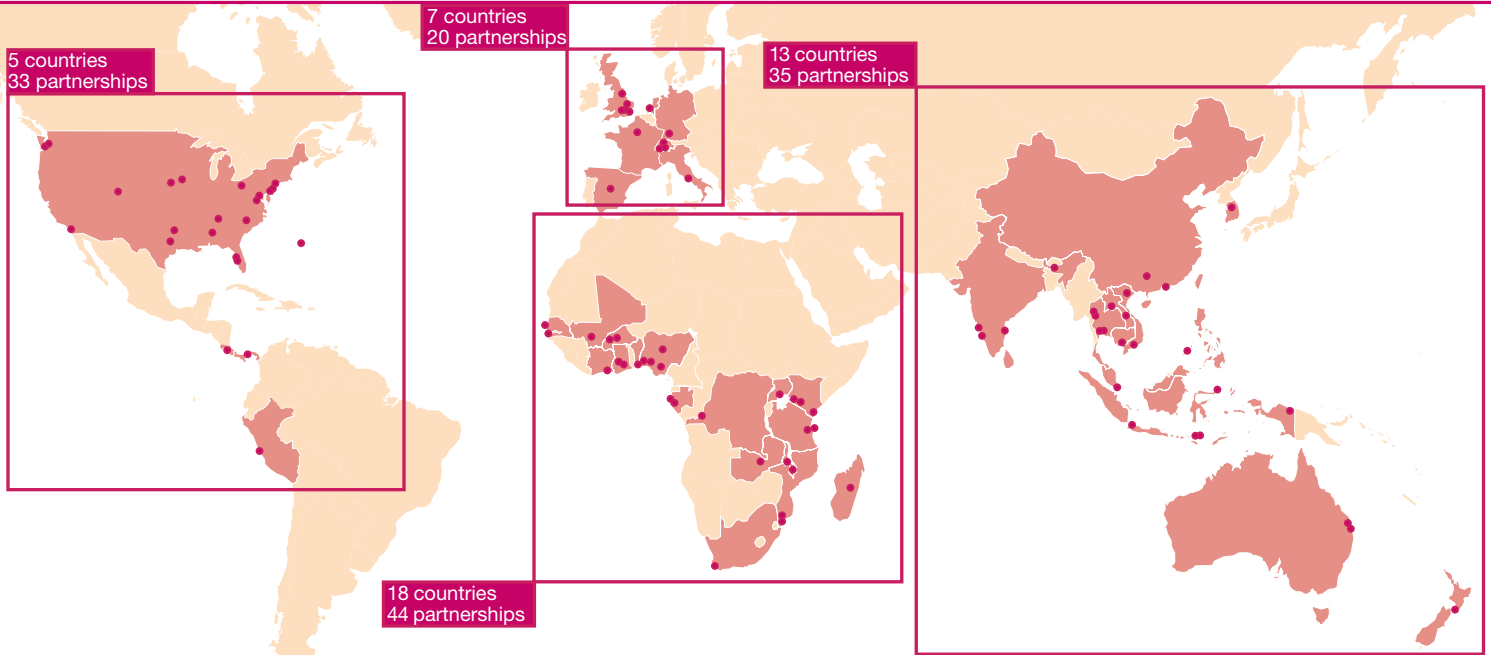 7 countries
20 partnerships
5 countries
33 partnerships
13 countries
35 partnerships
18 countries
44 partnerships